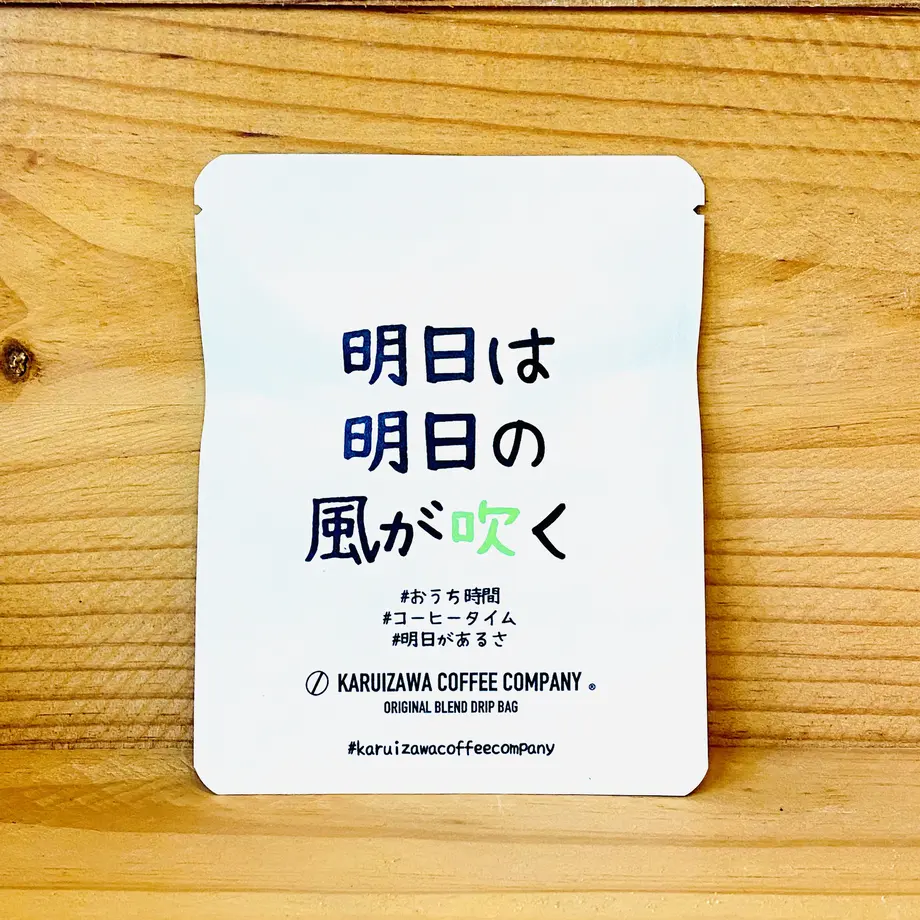 明日は
明日の
風が吹く
#おうち時間
#コーヒータイム
#明日があるさ
KARUIZAWA COFFEE COMPANY ®
ORIGINAL BLEND DRIP BAG
#karuizawacoffeecompany